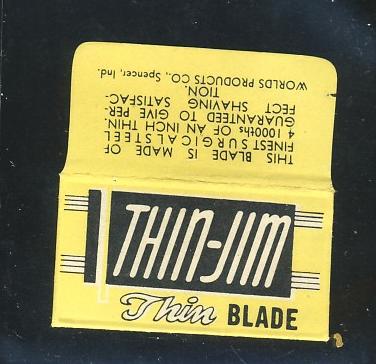 THIS BLADE IS MADE OF
FINEST SURGICAL STEEL
4 1000ths OF AN INCH THIN.
GUARANTEED TO GIVE PER-
FECT SHAVING SATISFAC-
TION.
WORLDS PRODUCTS CO., Spencer, Ind.
THIN-JIM
Thin BLADE